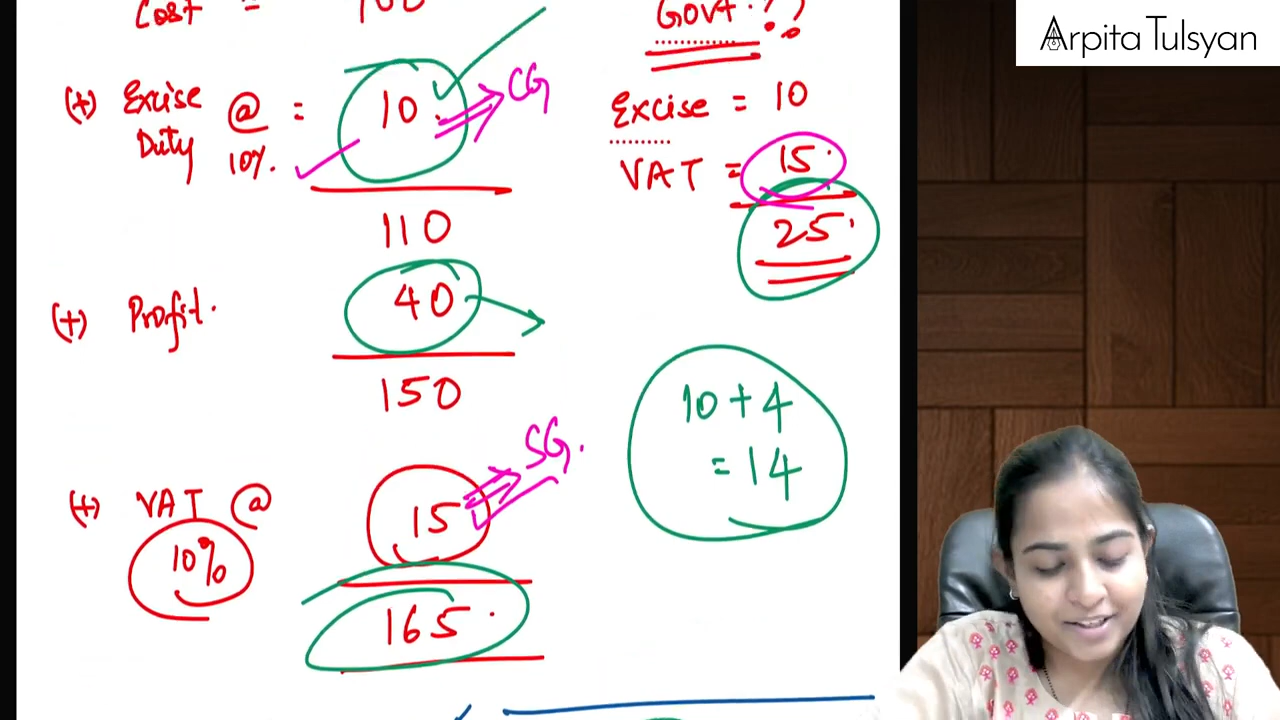 Arpita Tulsyan
Cost = 100
(+) Excise Duty @ 10% = 10. ⇒ CG
110
(+) Profit. 40
150
(+) VAT @ 10% 15 ⇒ SG.
165.
Govt. ??
Excise = 10
VAT = 15.
25.
10 + 4
= 14